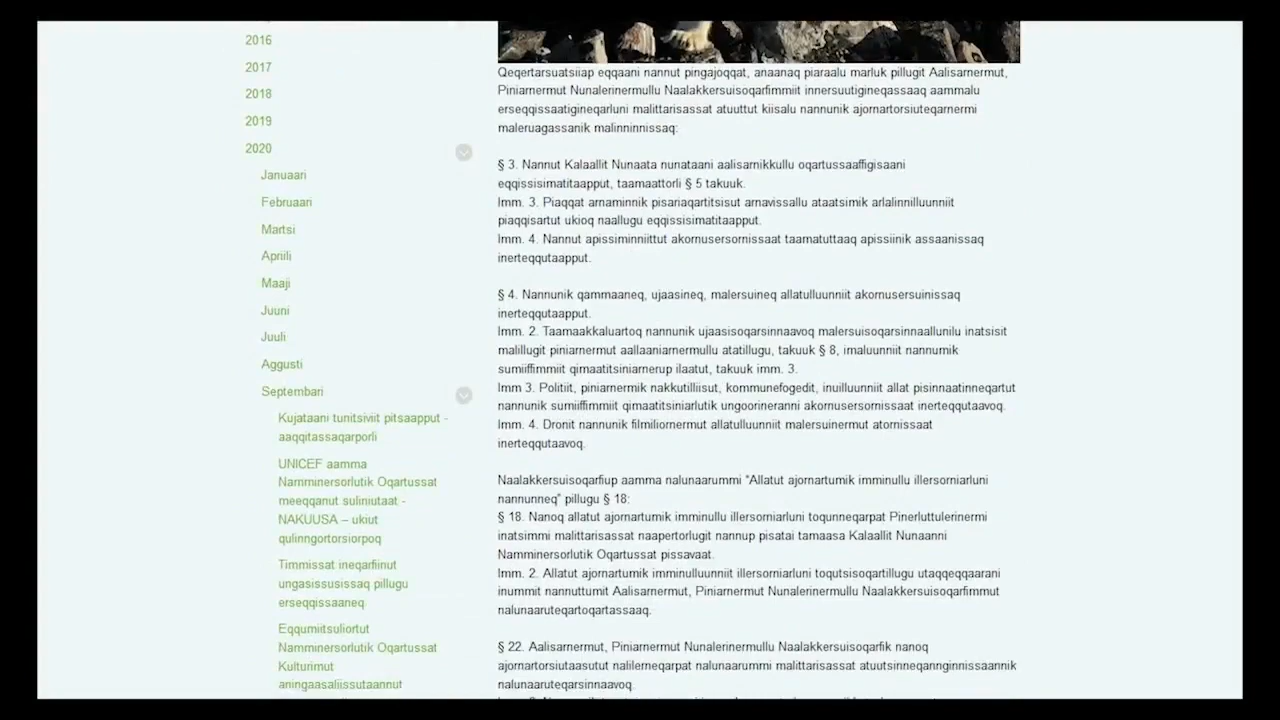 2016
2017
2018
2019
2020
Januaari
Februaari
Martsi
Apriili
Maaji
Juuni
Juuli
Aggusti
Septembari
Kujataani tunitsiviit pitsaapput -
aaqqitassaqarporli
UNICEF aamma
Namminersorlutik Oqartussat
meeqqanut suliniutaat -
NAKUUSA – ukiut
qulinngortorsiorpoq
Timmissat ineqarfiinut
ungasissusissaq pillugu
erseqqissaaneq
Eqqumiitsuliortut
Namminersorlutik Oqartussat
Kulturimut
aningaasaliissutaannut
Qeqertarsuatsiiap eqqaani nannut pingajoqqat, anaanaq piaraalu marluk pillugit Aalisarnermut,
Piniarnermut Nunalerinermullu Naalakkersuisoqarfimmiit innersuutigineqassaaq aammalu
erseqqissaatigineqarluni malittarisassat atuuttut kiisalu nannunik ajornartorsiuteqarnermi
maleruagassanik malinninnissaq:
§ 3. Nannut Kalaallit Nunaata nunataani aalisarnikkullu oqartussaaffigisaani
eqqissisimatitaapput, taamaattorli § 5 takuuk.
Imm. 3. Piaqqat arnaminnik pisariaqartitsisut arnavissallu ataatsimik arlalinnilluunniit
piaqqisartut ukioq naallugu eqqissisimatitaapput.
Imm. 4. Nannut apissiminniittut akornusersornissaat taamatuttaaq apissiinik assaanissaq
inerteqqutaapput.
§ 4. Nannunik qammaaneq, ujaasineq, malersuineq allatulluunniit akornusersuinissaq
inerteqqutaapput.
Imm. 2. Taamaakkaluartoq nannunik ujaasisoqarsinnaavoq malersuisoqarsinnaallunilu inatsisit
malillugit piniarnermut aallaaniarnermullu atatillugu, takuuk § 8, imaluunniit nannumik
sumiiffimmiit qimaatitsiniarnerup ilaatut, takuuk imm. 3.
Imm 3. Politiit, piniarnermik nakkutilliisut, kommunefogedit, inuilluunniit allat pisinnaatinneqartut
nannunik sumiiffimmiit qimaatitsiniarlutik ungoorineranni akornusersornissaat inerteqqutaavoq.
Imm. 4. Dronit nannunik filmiliornermut allatulluunniit malersuinermut atornissaat
inerteqqutaavoq.
Naalakkersuisoqarfiup aamma nalunaarummi "Allatut ajornartumik imminullu illersorniarluni
nannunneq" pillugu § 18:
§ 18. Nanoq allatut ajornartumik imminullu illersorniarluni toqunneqarpat Pinerluttulerinermi
inatsimmi malittarisassat naapertorlugit nannup pisatai tamaasa Kalaallit Nunaanni
Namminersorlutik Oqartussat pissavaat.
Imm. 2. Allatut ajornartumik imminulluunniit illersorniarluni toqutsisoqartillugu utaqqeqqaarani
inummit nannuttumit Aalisarnermut, Piniarnermut Nunalerinermullu Naalakkersuisoqarfimmut
nalunaaruteqartoqartassaaq.
§ 22. Aalisarnermut, Piniarnermut Nunalerinermullu Naalakkersuisoqarfik nanoq
ajornartorsiutaasutut nalilerneqarpat nalunaarummi malittarisassat atuutsinneqannginnissaannik
nalunaaruteqarsinnaavoq.